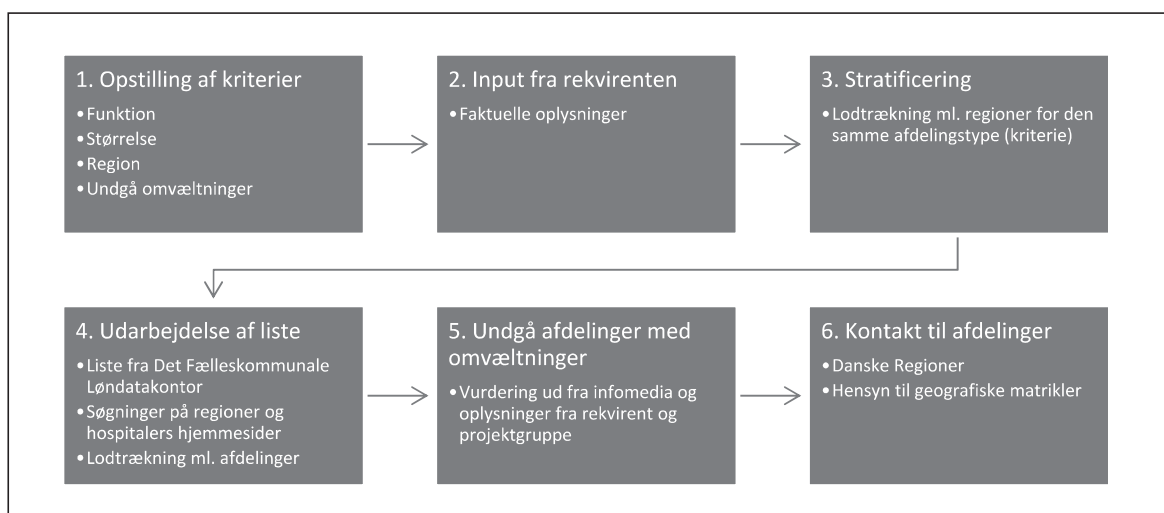 1. Opstilling af kriterier
•Funktion
•Størrelse
•Region
•Undgå omvæltninger
2. Input fra rekvirenten
•Faktuelle oplysninger
3. Stratificering
•Lodtrækning ml. regioner for den
samme afdelingstype (kriterie)
4. Udarbejdelse af liste
•Liste fra Det Fælleskommunale
Løndatakontor
•Søgninger på regioner og
hospitalers hjemmesider
•Lodtrækning ml. afdelinger
5. Undgå afdelinger med
omvæltninger
•Vurdering ud fra infomedia og
oplysninger fra rekvirent og
projektgruppe
6. Kontakt til afdelinger
•Danske Regioner
•Hensyn til geografiske matrikler